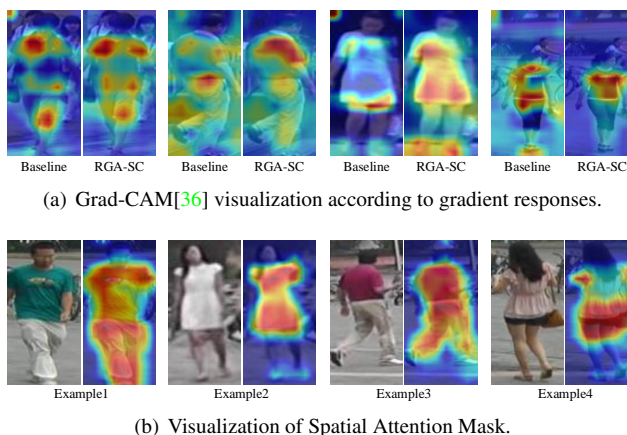 Baseline RGA-SC Baseline RGA-SC Baseline RGA-SC Baseline RGA-SC
(a) Grad-CAM[36] visualization according to gradient responses.
Example1 Example2 Example3 Example4
(b) Visualization of Spatial Attention Mask.